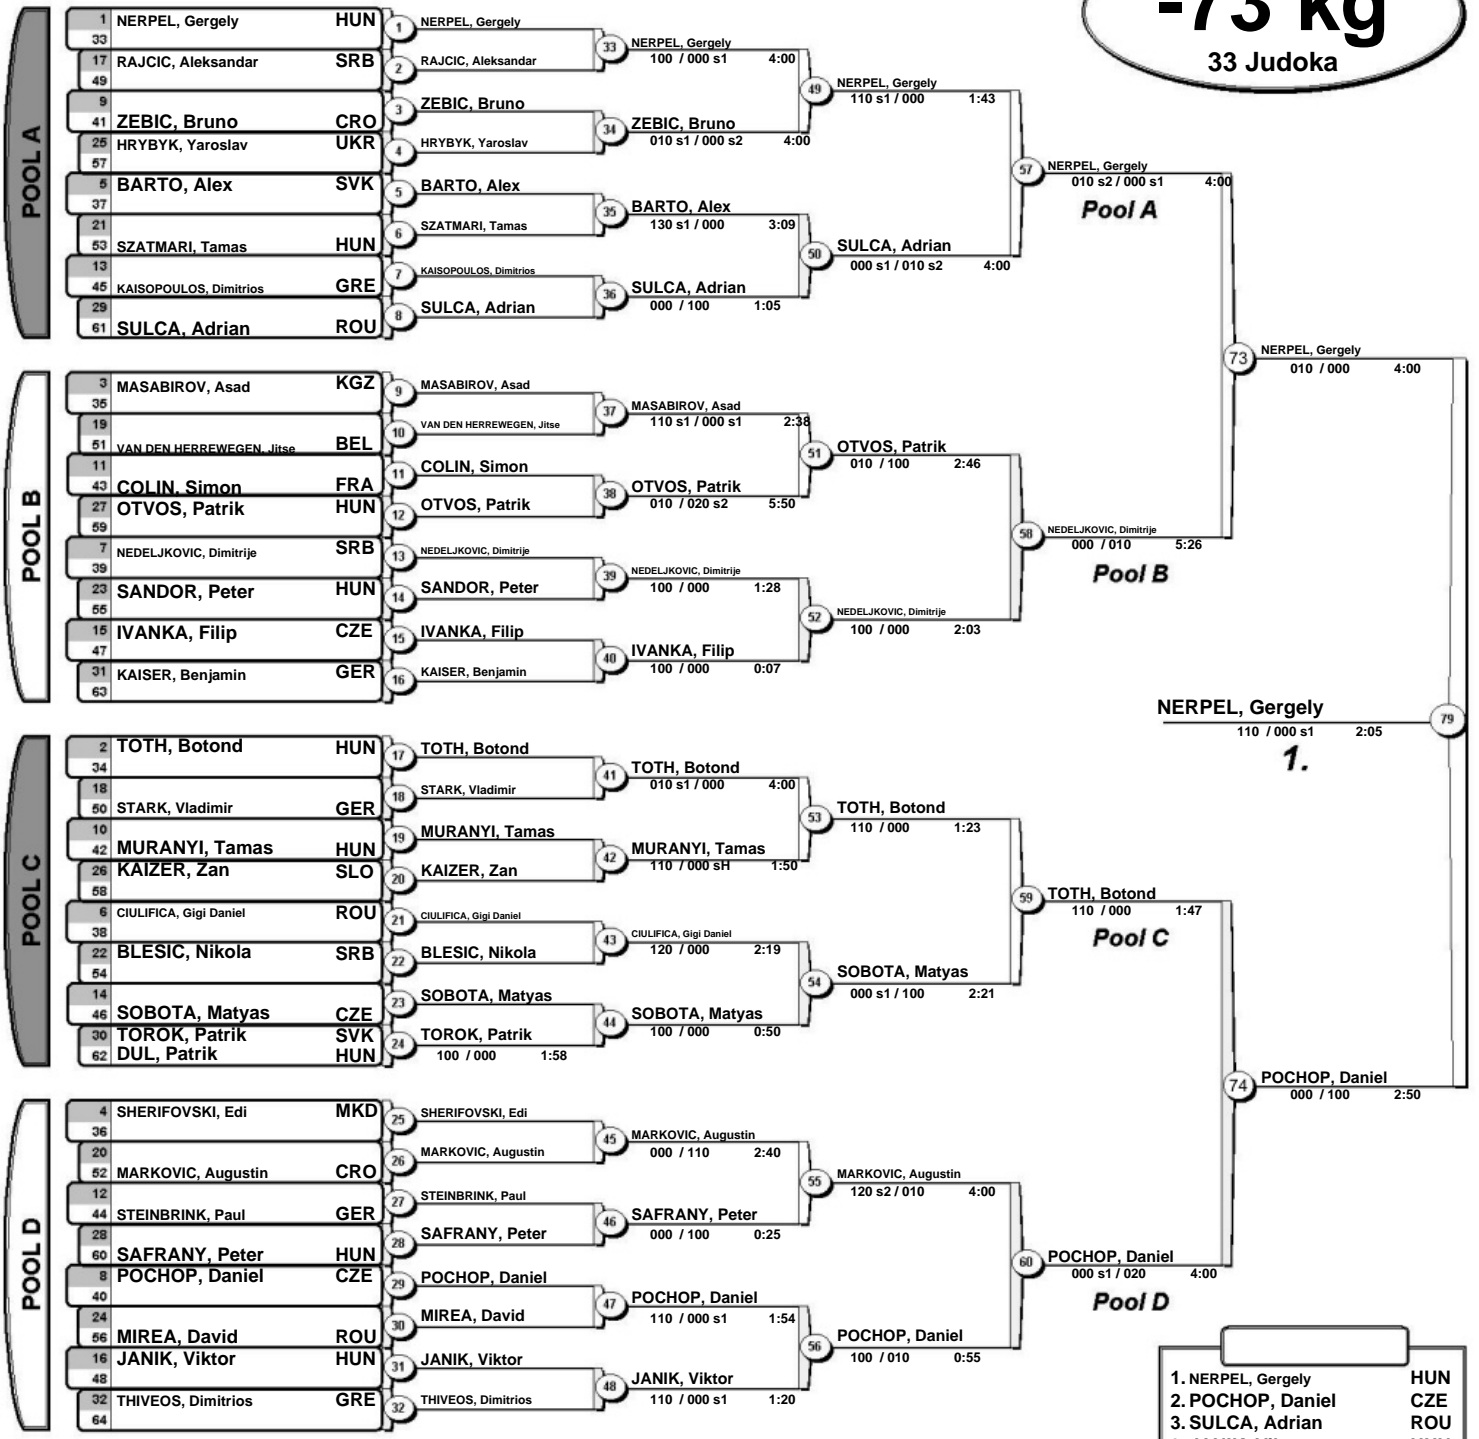 -73 kg
33 Judoka
POOL A
1 NERPEL, Gergely HUN
33
17 RAJCIC, Aleksandar SRB
49
9
41 ZEBIC, Bruno CRO
25 HRYBYK, Yaroslav UKR
57
5 BARTO, Alex SVK
37
21
53 SZATMARI, Tamas HUN
13
45 KAISOPOULOS, Dimitrios GRE
29
61 SULCA, Adrian ROU
1 NERPEL, Gergely
2 RAJCIC, Aleksandar
3 ZEBIC, Bruno
4 HRYBYK, Yaroslav
5 BARTO, Alex
6 SZATMARI, Tamas
7 KAISOPOULOS, Dimitrios
8 SULCA, Adrian
33 NERPEL, Gergely
100 / 000 s1 4:00
34 ZEBIC, Bruno
010 s1 / 000 s2 4:00
35 BARTO, Alex
130 s1 / 000 3:09
36 SULCA, Adrian
000 / 100 1:05
49 NERPEL, Gergely
110 s1 / 000 1:43
50 SULCA, Adrian
000 s1 / 010 s2 4:00
57 NERPEL, Gergely
010 s2 / 000 s1 4:00
Pool A
POOL B
3 MASABIROV, Asad KGZ
35
19
51 VAN DEN HERREWEGEN, Jitse BEL
11
43 COLIN, Simon FRA
27 OTVOS, Patrik HUN
59
7 NEDELJKOVIC, Dimitrije SRB
39
23 SANDOR, Peter HUN
55
15 IVANKA, Filip CZE
47
31 KAISER, Benjamin GER
63
9 MASABIROV, Asad
10 VAN DEN HERREWEGEN, Jitse
11 COLIN, Simon
12 OTVOS, Patrik
13 NEDELJKOVIC, Dimitrije
14 SANDOR, Peter
15 IVANKA, Filip
16 KAISER, Benjamin
37 MASABIROV, Asad
110 s1 / 000 s1 2:38
38 OTVOS, Patrik
010 / 020 s2 5:50
39 NEDELJKOVIC, Dimitrije
100 / 000 1:28
40 IVANKA, Filip
100 / 000 0:07
51 OTVOS, Patrik
010 / 100 2:46
52 NEDELJKOVIC, Dimitrije
100 / 000 2:03
58 NEDELJKOVIC, Dimitrije
000 / 010 5:26
Pool B
73 NERPEL, Gergely
010 / 000 4:00
NERPEL, Gergely 79
110 / 000 s1 2:05
1.
POOL C
2 TOTH, Botond HUN
34
18
50 STARK, Vladimir GER
10
42 MURANYI, Tamas HUN
26 KAIZER, Zan SLO
58
6 CIULIFICA, Gigi Daniel ROU
38
22 BLESIC, Nikola SRB
54
14
46 SOBOTA, Matyas CZE
30 TOROK, Patrik SVK
62 DUL, Patrik HUN
17 TOTH, Botond
18 STARK, Vladimir
19 MURANYI, Tamas
20 KAIZER, Zan
21 CIULIFICA, Gigi Daniel
22 BLESIC, Nikola
23 SOBOTA, Matyas
24 TOROK, Patrik
100 / 000 1:58
41 TOTH, Botond
010 s1 / 000 4:00
42 MURANYI, Tamas
110 / 000 sH 1:50
43 CIULIFICA, Gigi Daniel
120 / 000 2:19
44 SOBOTA, Matyas
100 / 000 0:50
53 TOTH, Botond
110 / 000 1:23
54 SOBOTA, Matyas
000 s1 / 100 2:21
59 TOTH, Botond
110 / 000 1:47
Pool C
POOL D
4 SHERIFOVSKI, Edi MKD
36
20
52 MARKOVIC, Augustin CRO
12
44 STEINBRINK, Paul GER
28
60 SAFRANY, Peter HUN
8 POCHOP, Daniel CZE
40
24
56 MIREA, David ROU
16 JANIK, Viktor HUN
48
32 THIVEOS, Dimitrios GRE
64
25 SHERIFOVSKI, Edi
26 MARKOVIC, Augustin
27 STEINBRINK, Paul
28 SAFRANY, Peter
29 POCHOP, Daniel
30 MIREA, David
31 JANIK, Viktor
32 THIVEOS, Dimitrios
45 MARKOVIC, Augustin
000 / 110 2:40
46 SAFRANY, Peter
000 / 100 0:25
47 POCHOP, Daniel
110 / 000 s1 1:54
48 JANIK, Viktor
110 / 000 s1 1:20
55 MARKOVIC, Augustin
120 s2 / 010 4:00
56 POCHOP, Daniel
100 / 010 0:55
60 POCHOP, Daniel
000 s1 / 020 4:00
Pool D
74 POCHOP, Daniel
000 / 100 2:50
1. NERPEL, Gergely HUN
2. POCHOP, Daniel CZE
3. SULCA, Adrian ROU